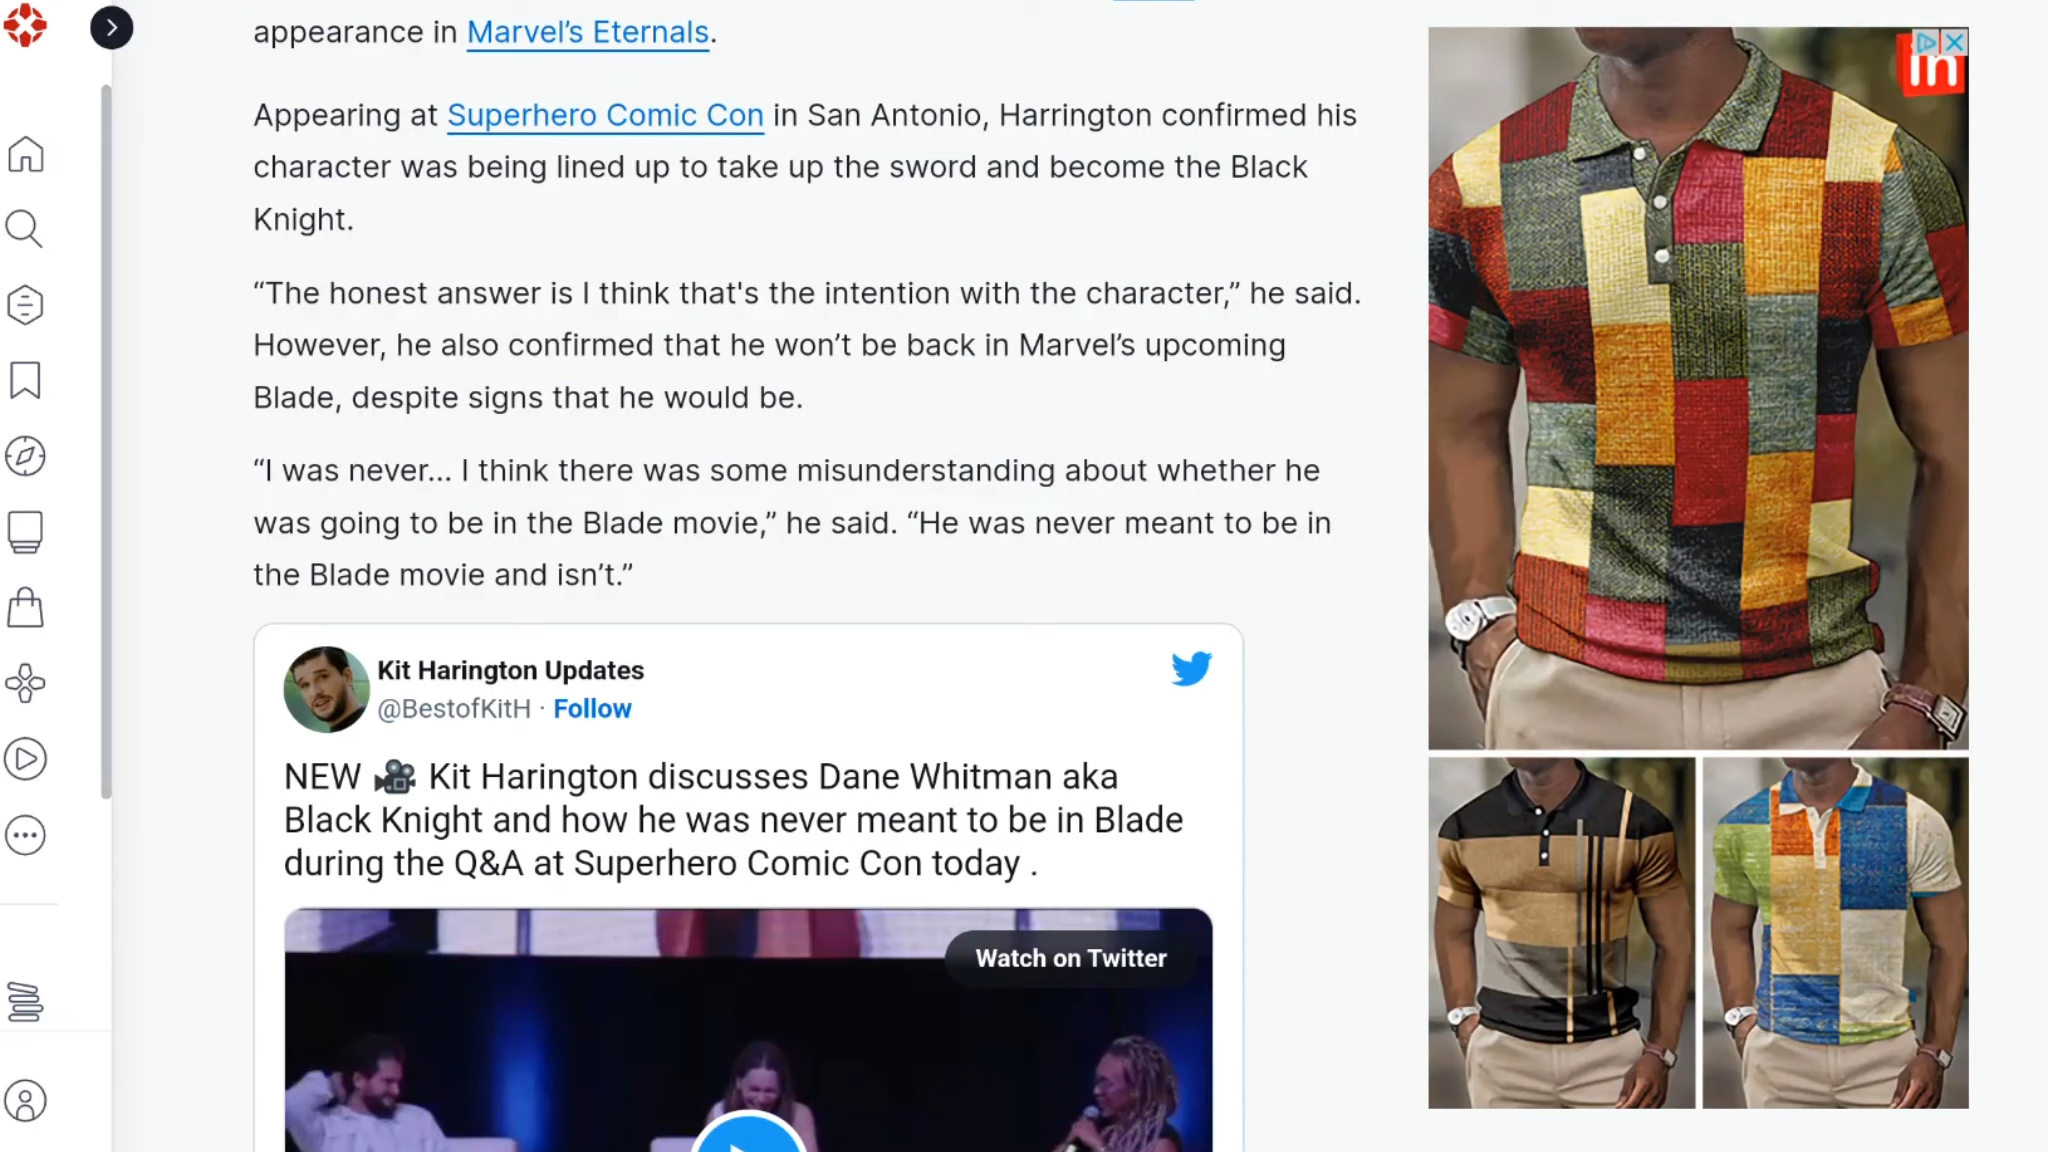 appearance in Marvel’s Eternals.
Appearing at Superhero Comic Con in San Antonio, Harrington confirmed his
character was being lined up to take up the sword and become the Black
Knight.
“The honest answer is I think that's the intention with the character,” he said.
However, he also confirmed that he won’t be back in Marvel’s upcoming
Blade, despite signs that he would be.
“I was never... I think there was some misunderstanding about whether he
was going to be in the Blade movie,” he said. “He was never meant to be in
the Blade movie and isn’t.”
Kit Harington Updates
@BestofKitH · Follow
NEW 🎥 Kit Harington discusses Dane Whitman aka
Black Knight and how he was never meant to be in Blade
during the Q&A at Superhero Comic Con today .
Watch on Twitter
in